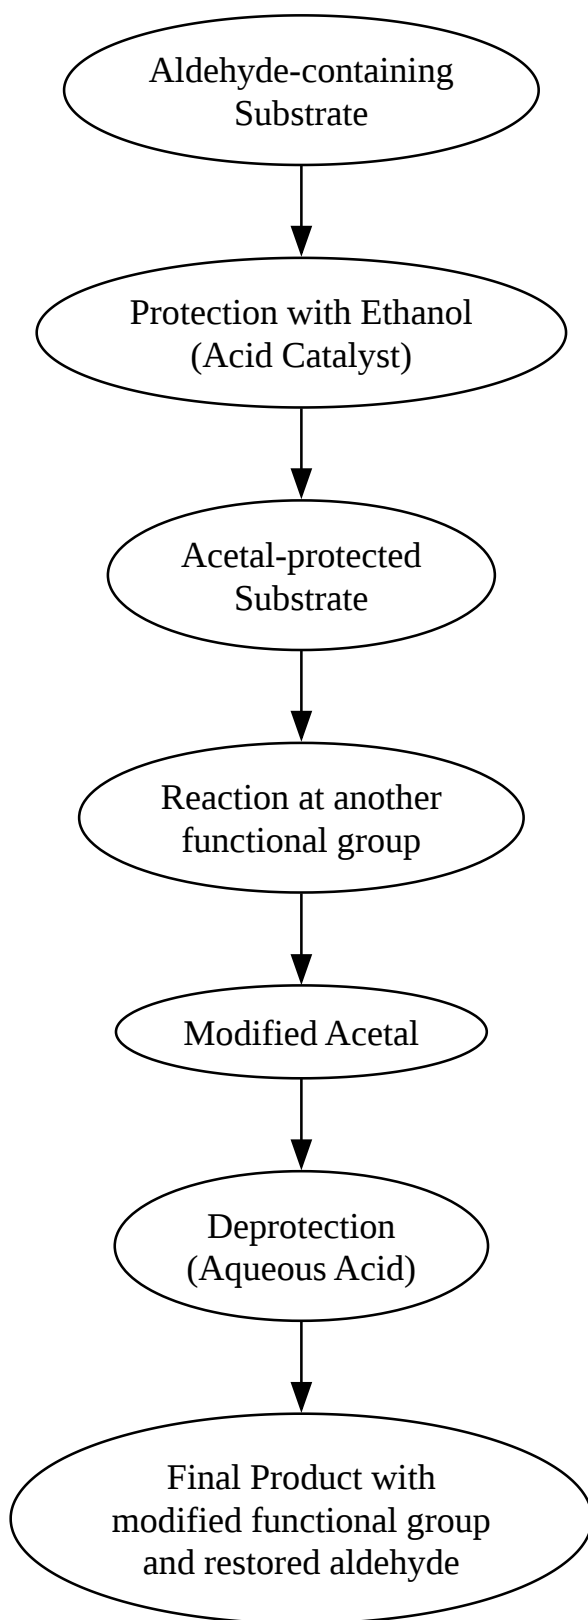 Aldehyde-containing
Substrate
Protection with Ethanol
(Acid Catalyst)
Acetal-protected
Substrate
Reaction at another
functional group
Modified Acetal
Deprotection
(Aqueous Acid)
Final Product with
modified functional group
and restored aldehyde